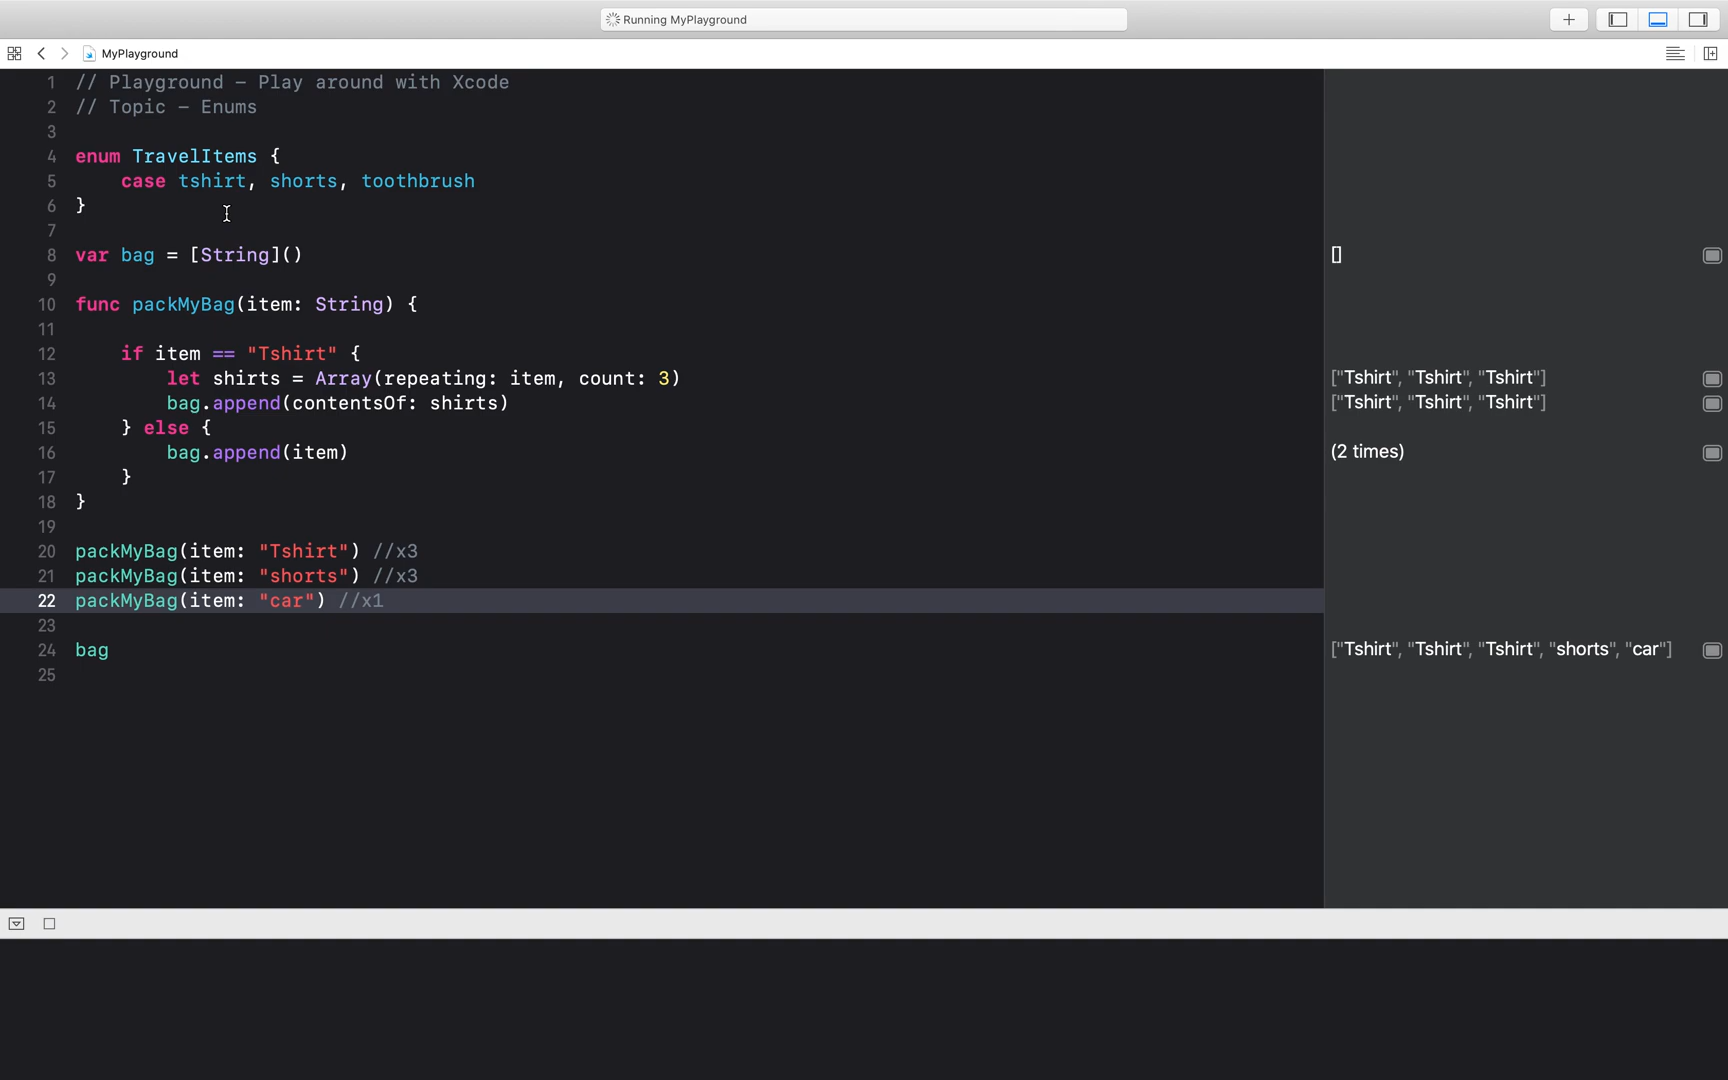 Running MyPlayground
MyPlayground
1 // Playground - Play around with Xcode
2 // Topic - Enums
3
4 enum TravelItems {
5 case tshirt, shorts, toothbrush
6 }
7
8 var bag = [String]() []
9
10 func packMyBag(item: String) {
11
12 if item == "Tshirt" {
13 let shirts = Array(repeating: item, count: 3) ["Tshirt", "Tshirt", "Tshirt"]
14 bag.append(contentsOf: shirts) ["Tshirt", "Tshirt", "Tshirt"]
15 } else {
16 bag.append(item) (2 times)
17 }
18 }
19
20 packMyBag(item: "Tshirt") //x3
21 packMyBag(item: "shorts") //x3
22 packMyBag(item: "car") //x1
23
24 bag ["Tshirt", "Tshirt", "Tshirt", "shorts", "car"]
25